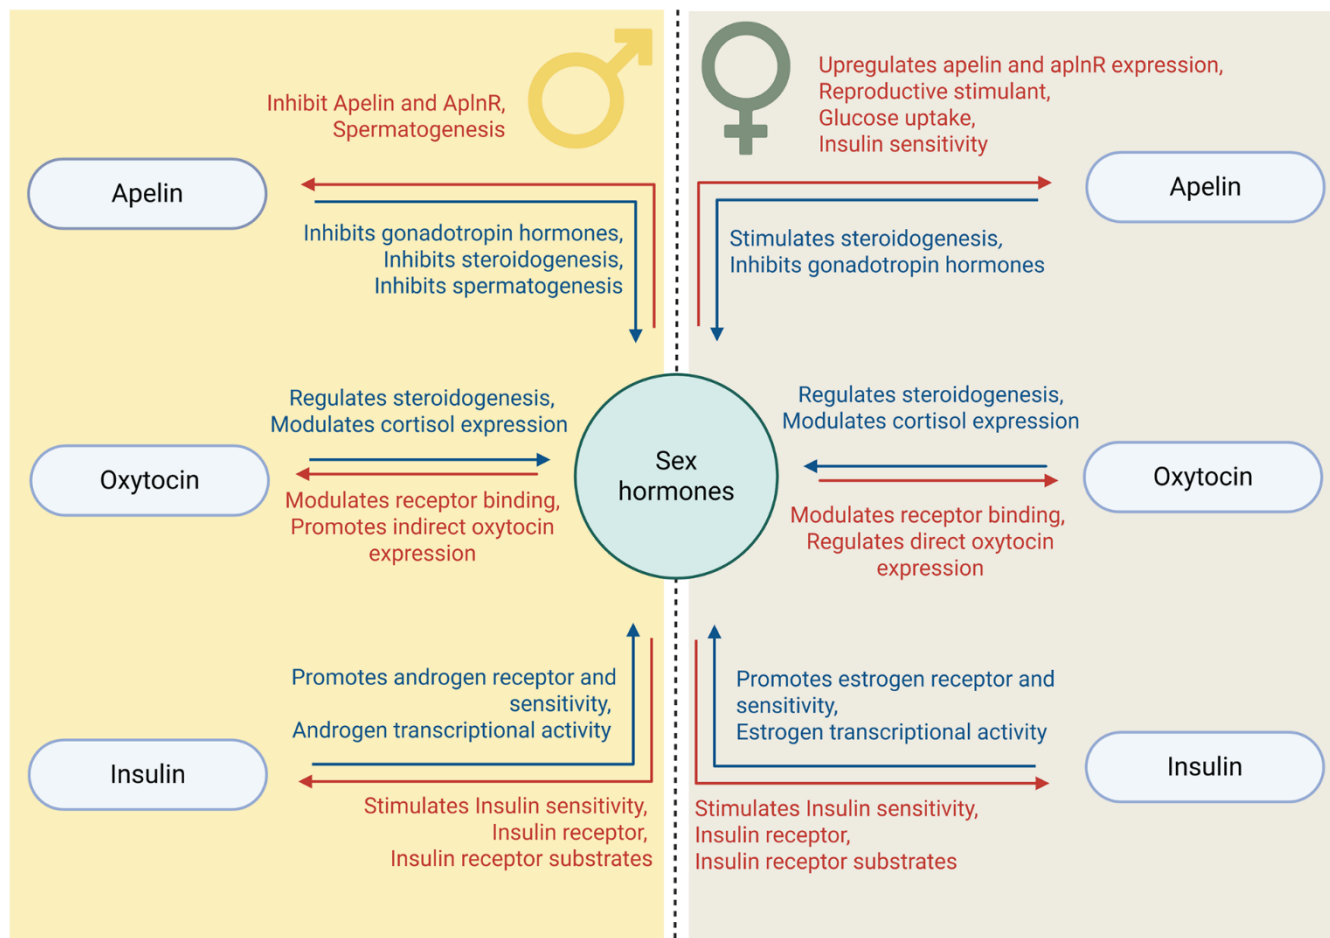 Inhibit Apelin and AplnR,
Spermatogenesis
Apelin
Inhibits gonadotropin hormones,
Inhibits steroidogenesis,
Inhibits spermatogenesis
Upregulates apelin and aplnR expression,
Reproductive stimulant,
Glucose uptake,
Insulin sensitivity
Apelin
Stimulates steroidogenesis,
Inhibits gonadotropin hormones
Regulates steroidogenesis,
Modulates cortisol expression
Oxytocin
Modulates receptor binding,
Promotes indirect oxytocin
expression
Sex
hormones
Regulates steroidogenesis,
Modulates cortisol expression
Oxytocin
Modulates receptor binding,
Regulates direct oxytocin
expression
Promotes androgen receptor and
sensitivity,
Androgen transcriptional activity
Insulin
Stimulates Insulin sensitivity,
Insulin receptor,
Insulin receptor substrates
Promotes estrogen receptor and
sensitivity,
Estrogen transcriptional activity
Insulin
Stimulates Insulin sensitivity,
Insulin receptor,
Insulin receptor substrates